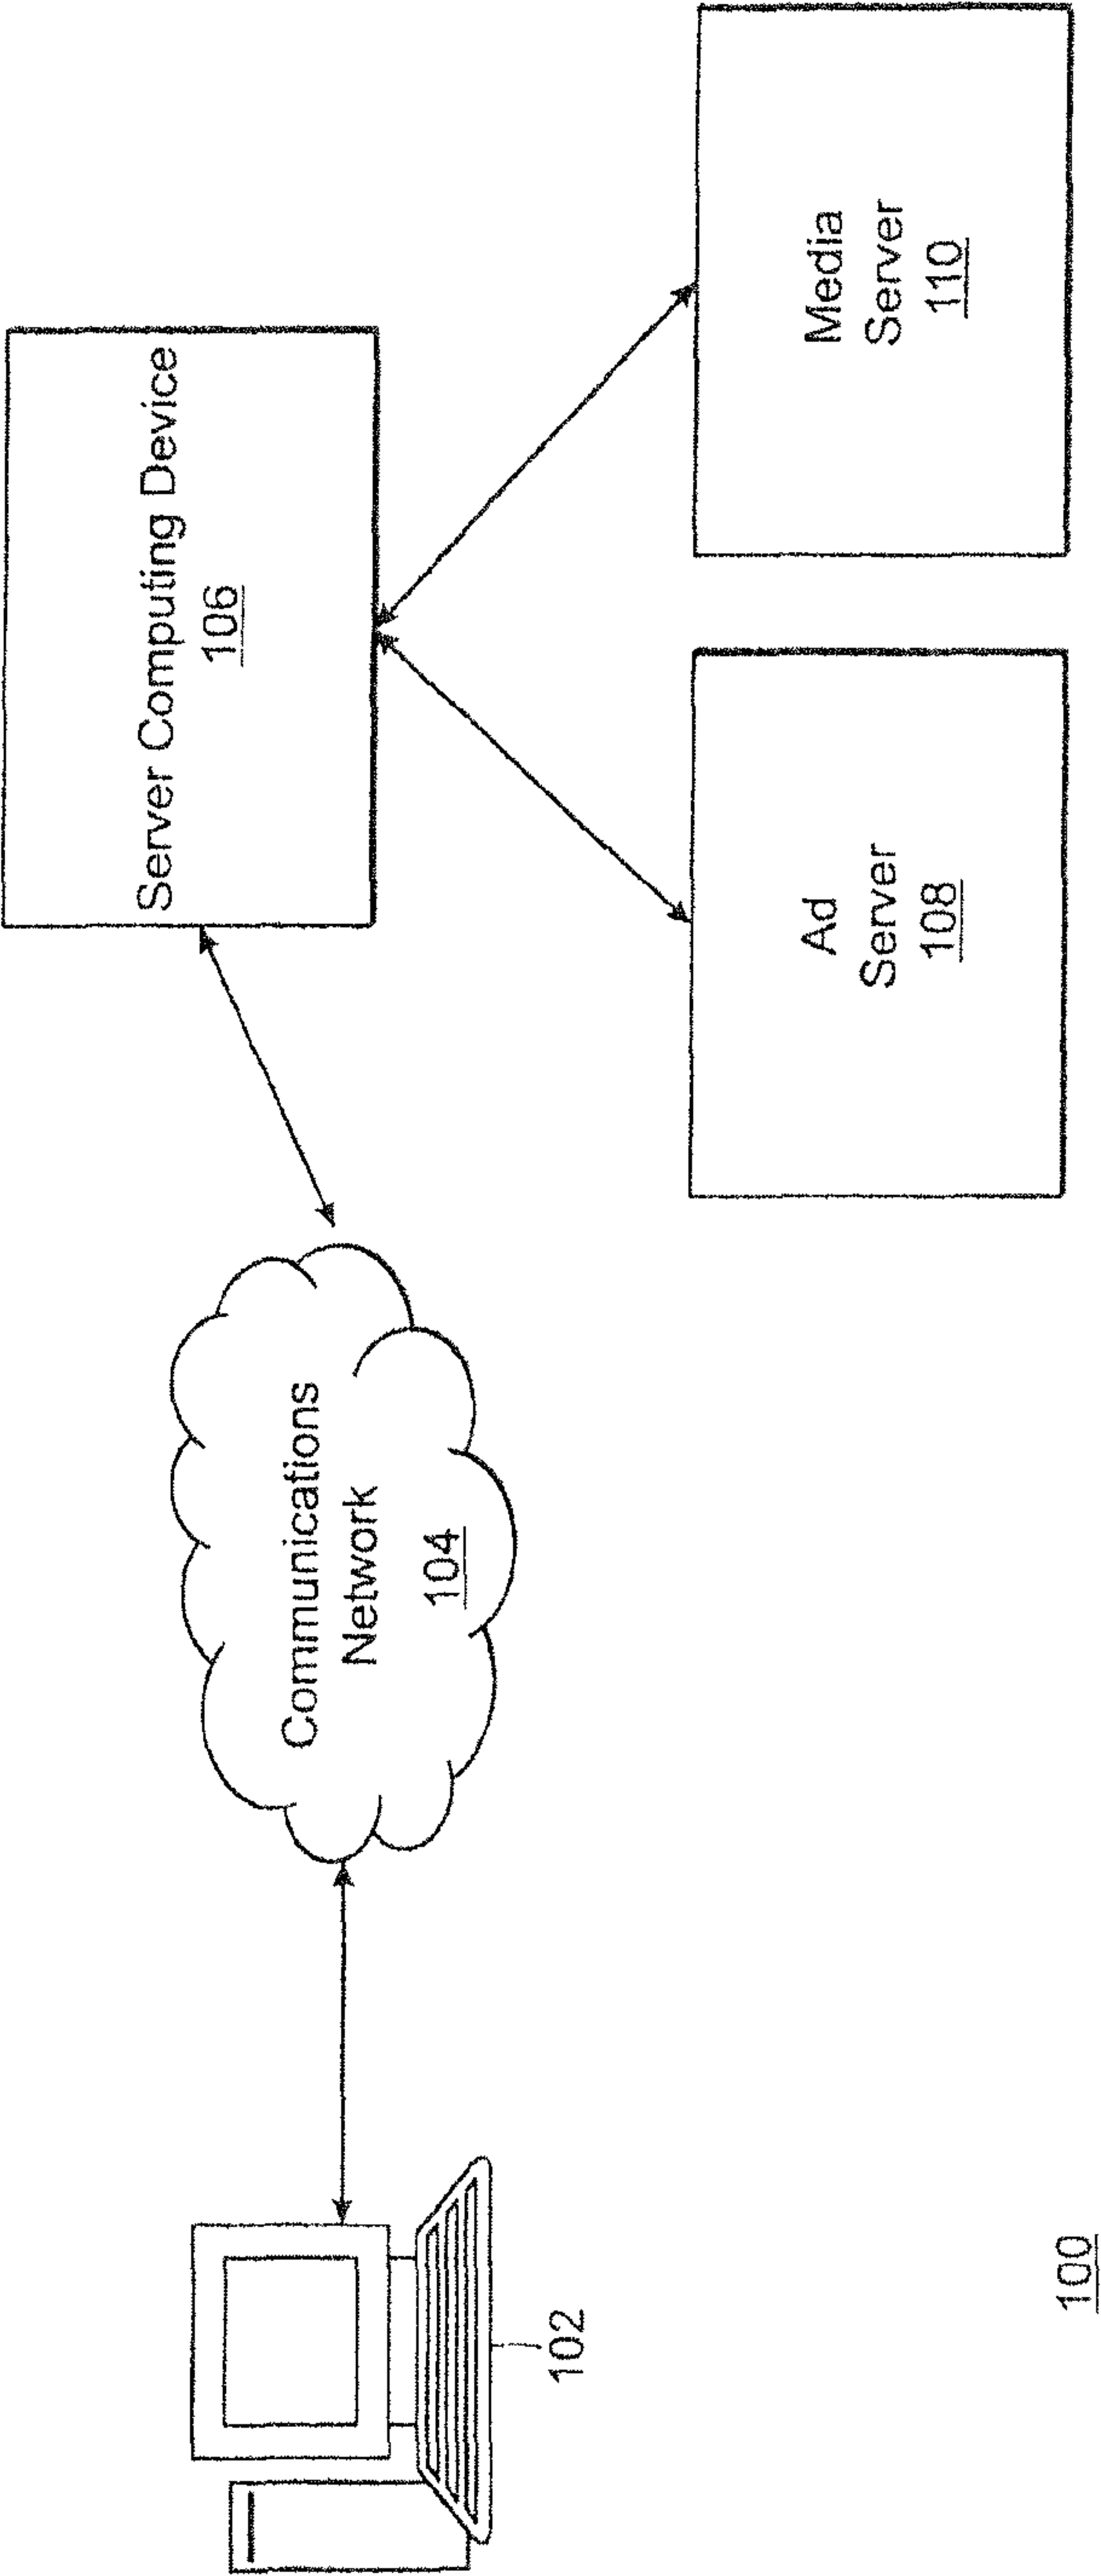 Server Computing Device
106
Communications
Network
104
102
Ad
Server
108
Media
Server
110
100